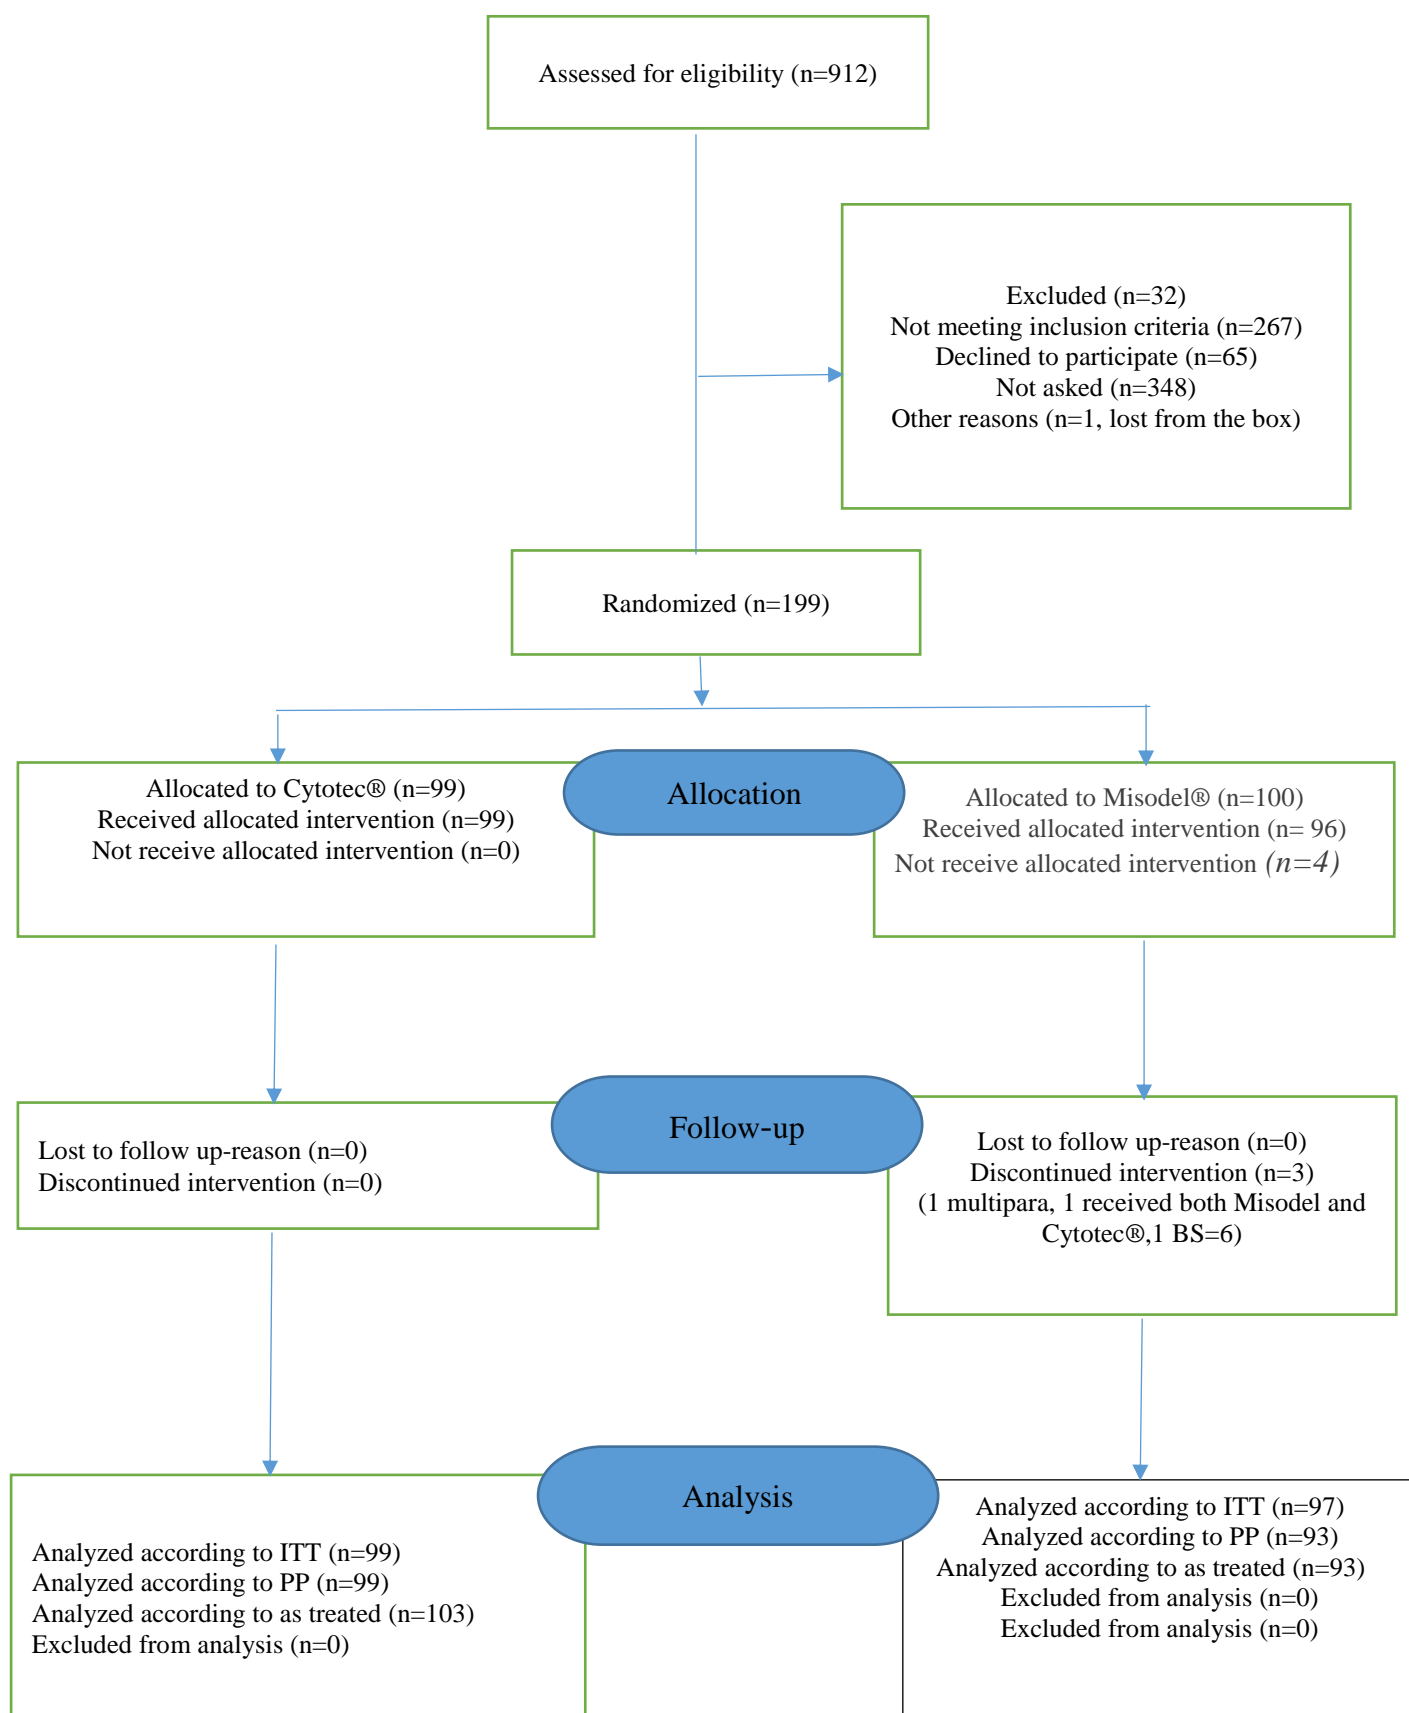 Assessed for eligibility (n=912)
Excluded (n=32)
Not meeting inclusion criteria (n=267)
Declined to participate (n=65)
Not asked (n=348)
Other reasons (n=1, lost from the box)
Randomized (n=199)
Allocation
Allocated to Cytotec® (n=99)
Received allocated intervention (n=99)
Not receive allocated intervention (n=0)
Allocated to Misodel® (n=100)
Received allocated intervention (n= 96)
Not receive allocated intervention (n=4)
Follow-up
Lost to follow up-reason (n=0)
Discontinued intervention (n=0)
Lost to follow up-reason (n=0)
Discontinued intervention (n=3)
(1 multipara, 1 received both Misodel and
Cytotec®,1 BS=6)
Analysis
Analyzed according to ITT (n=99)
Analyzed according to PP (n=99)
Analyzed according to as treated (n=103)
Excluded from analysis (n=0)
Analyzed according to ITT (n=97)
Analyzed according to PP (n=93)
Analyzed according to as treated (n=93)
Excluded from analysis (n=0)
Excluded from analysis (n=0)